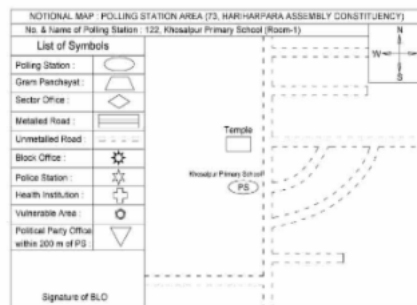 NOTIONAL MAP : POLLING STATION AREA (73, HARIHARPARA ASSEMBLY CONSTITUENCY)
No. & Name of Polling Station : 122, Khosalpur Primary School (Room-1)
N
W
E
S
List of Symbols
Polling Station :
Gram Panchayat :
Sector Office :
Metalled Road :
Unmetalled Road :
Block Office :
Police Station :
Health Institution :
Vulnerable Area :
Political Party Office
within 200 m of PS :
Signature of BLO
Temple
Khosalpur Primary School
PS